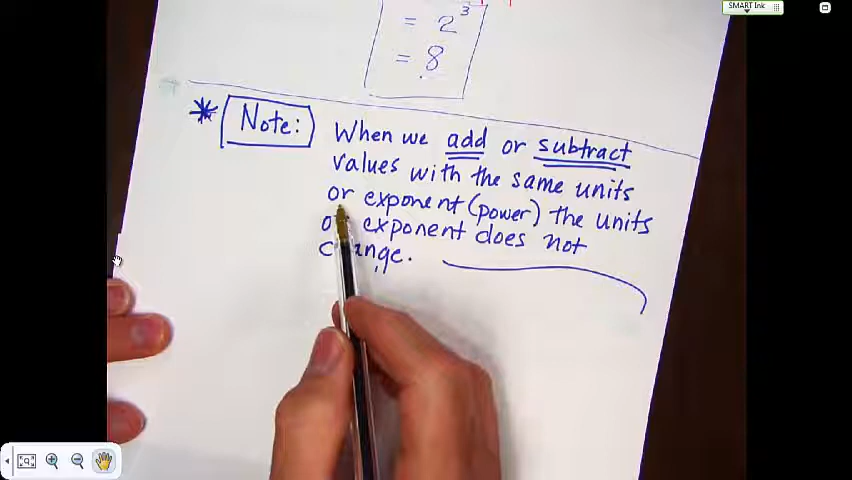 SMART Ink
= 2³
= 8
* Note: When we add or subtract
values with the same units
or exponent (power) the units
exponent does not
.